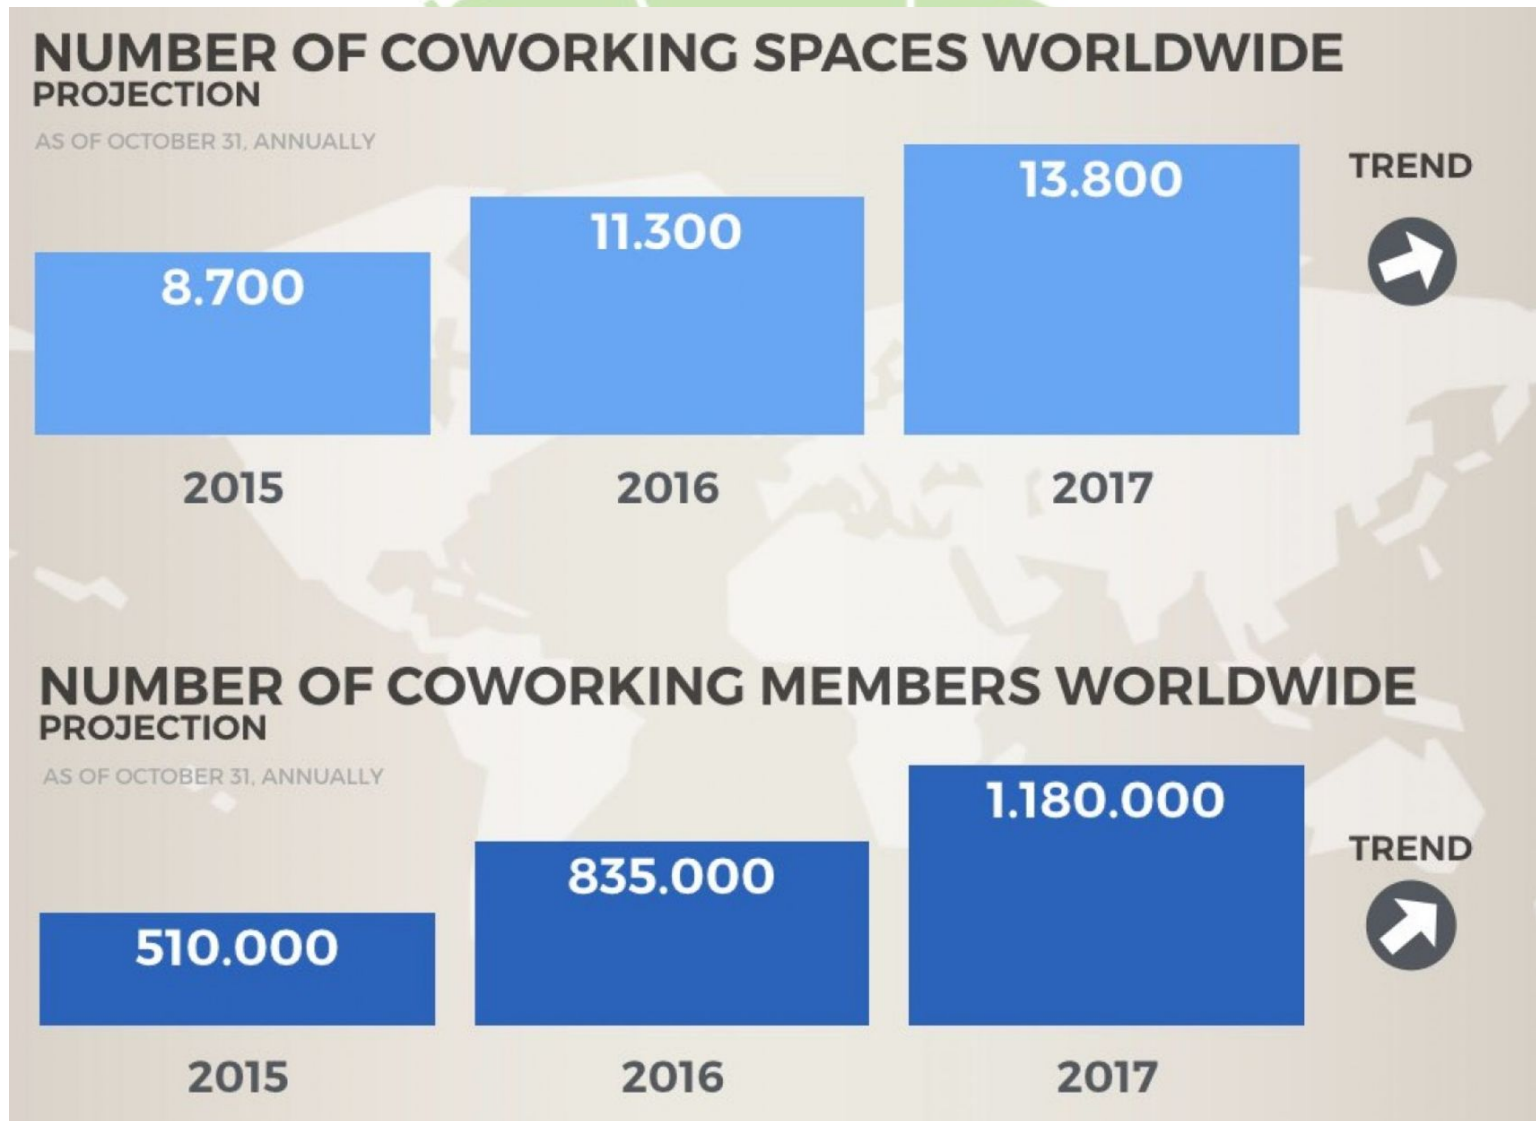 NUMBER OF COWORKING SPACES WORLDWIDE
PROJECTION
AS OF OCTOBER 31, ANNUALLY
8.700
11.300
13.800
TREND
2015
2016
2017
NUMBER OF COWORKING MEMBERS WORLDWIDE
PROJECTION
AS OF OCTOBER 31, ANNUALLY
510.000
835.000
1.180.000
TREND
2015
2016
2017